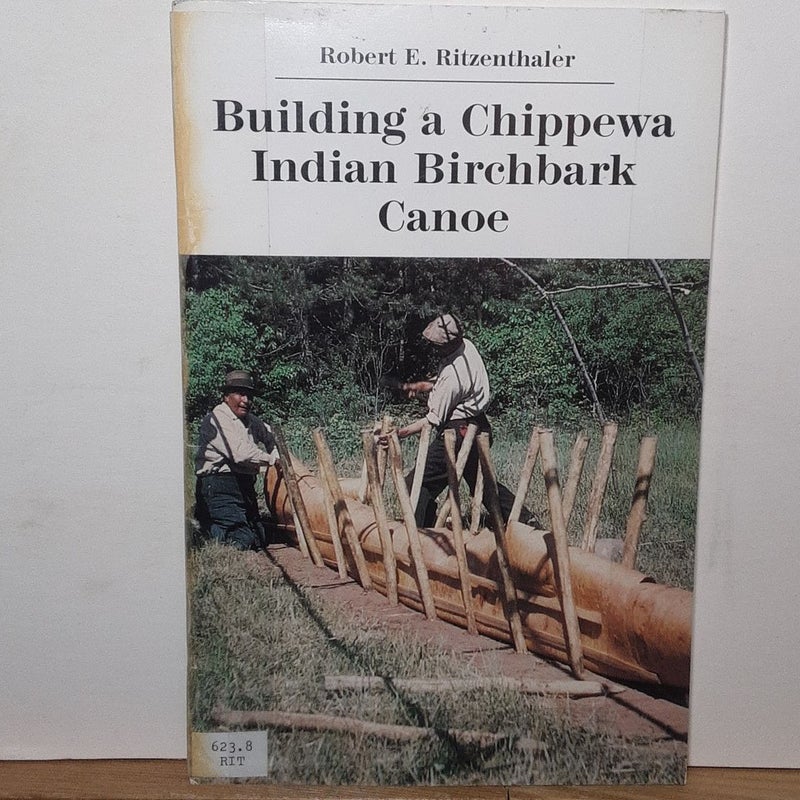 Robert E. Ritzenthaler
Building a Chippewa
Indian Birchbark
Canoe
623.8
RIT